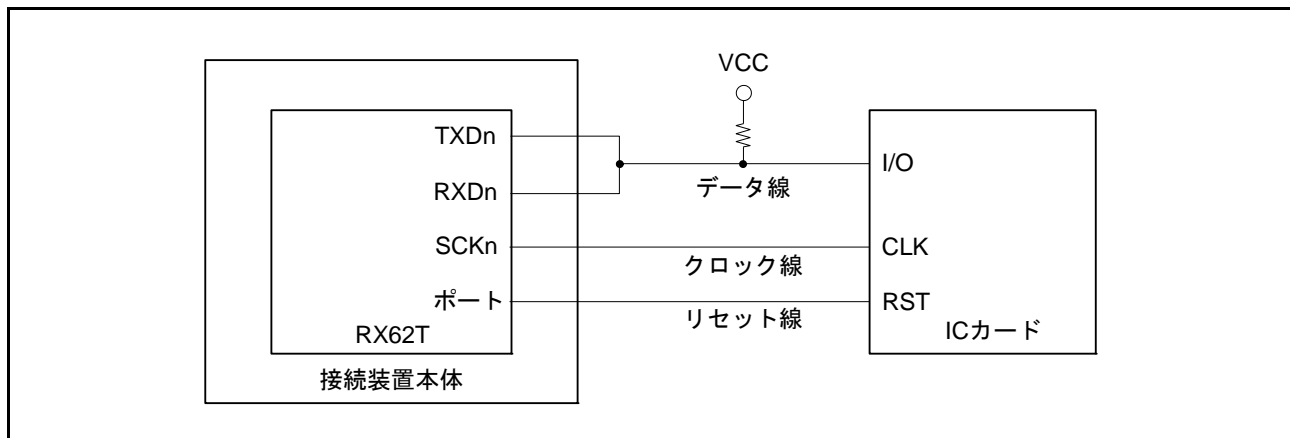 VCC
TXDn
I/O
データ線
RXDn
SCKn
CLK
クロック線
ポート
RST
リセット線
RX62T
ICカード
接続装置本体